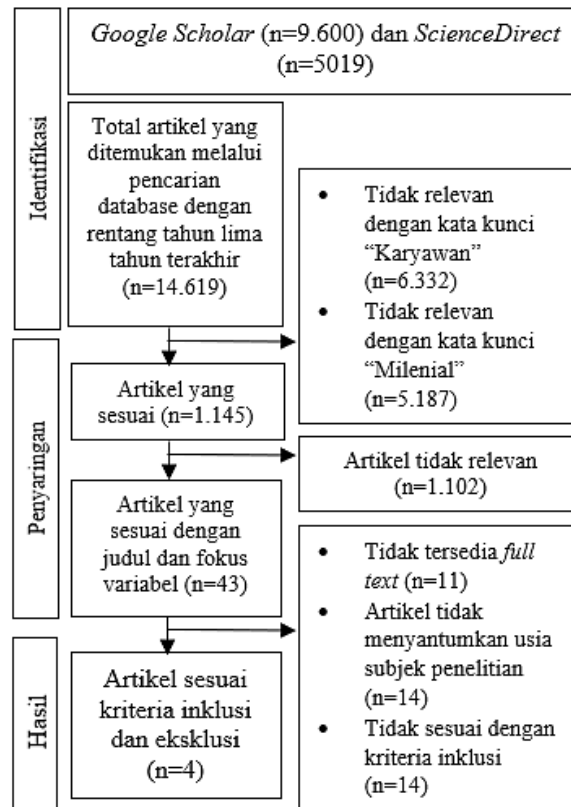 Identifikasi
Google Scholar (n=9.600) dan ScienceDirect
(n=5019)
Total artikel yang
ditemukan melalui
pencarian
database dengan
rentang tahun lima
tahun terakhir
(n=14.619)
• Tidak relevan
dengan kata kunci
“Karyawan”
(n=6.332)
• Tidak relevan
dengan kata kunci
“Milenial”
(n=5.187)
Penyaringan
Artikel yang
sesuai (n=1.145)
Artikel tidak relevan
(n=1.102)
Artikel yang
sesuai dengan
judul dan fokus
variabel (n=43)
• Tidak tersedia full
text (n=11)
• Artikel tidak
menyantumkan usia
subjek penelitian
(n=14)
• Tidak sesuai dengan
kriteria inklusi
(n=14)
Hasil
Artikel sesuai
kriteria inklusi
dan eksklusi
(n=4)